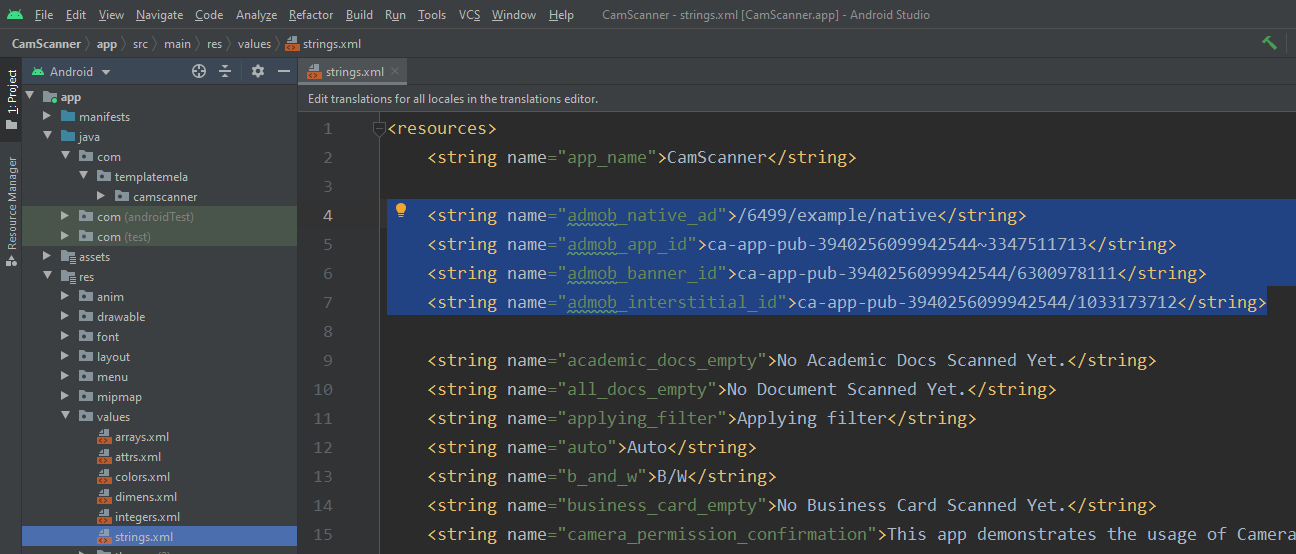 File Edit View Navigate Code Analyze Refactor Build Run Tools VCS Window Help CamScanner - strings.xml [CamScanner.app] - Android Studio
CamScanner app src main res values strings.xml
1: Project
Resource Manager
Android
app
manifests
java
com
templatemela
camscanner
com (androidTest)
com (test)
assets
res
anim
drawable
font
layout
menu
mipmap
values
arrays.xml
attrs.xml
colors.xml
dimens.xml
integers.xml
strings.xml
strings.xml
Edit translations for all locales in the translations editor.
1 <resources>
2 <string name="app_name">CamScanner</string>
3
4 <string name="admob_native_ad">/6499/example/native</string>
5 <string name="admob_app_id">ca-app-pub-3940256099942544~3347511713</string>
6 <string name="admob_banner_id">ca-app-pub-3940256099942544/6300978111</string>
7 <string name="admob_interstitial_id">ca-app-pub-3940256099942544/1033173712</string>
8
9 <string name="academic_docs_empty">No Academic Docs Scanned Yet.</string>
10 <string name="all_docs_empty">No Document Scanned Yet.</string>
11 <string name="applying_filter">Applying filter</string>
12 <string name="auto">Auto</string>
13 <string name="b_and_w">B/W</string>
14 <string name="business_card_empty">No Business Card Scanned Yet.</string>
15 <string name="camera_permission_confirmation">This app demonstrates the usage of Camera